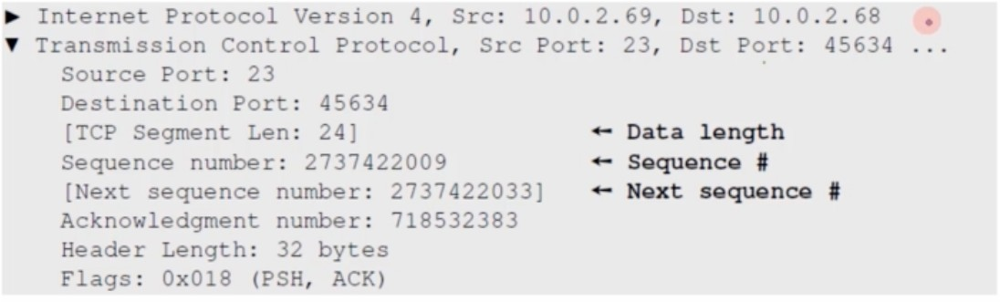 ▶ Internet Protocol Version 4, Src: 10.0.2.69, Dst: 10.0.2.68
▼ Transmission Control Protocol, Src Port: 23, Dst Port: 45634 ...
Source Port: 23
Destination Port: 45634
[TCP Segment Len: 24] ← Data length
Sequence number: 2737422009 ← Sequence #
[Next sequence number: 2737422033] ← Next sequence #
Acknowledgment number: 718532383
Header Length: 32 bytes
Flags: 0x018 (PSH, ACK)